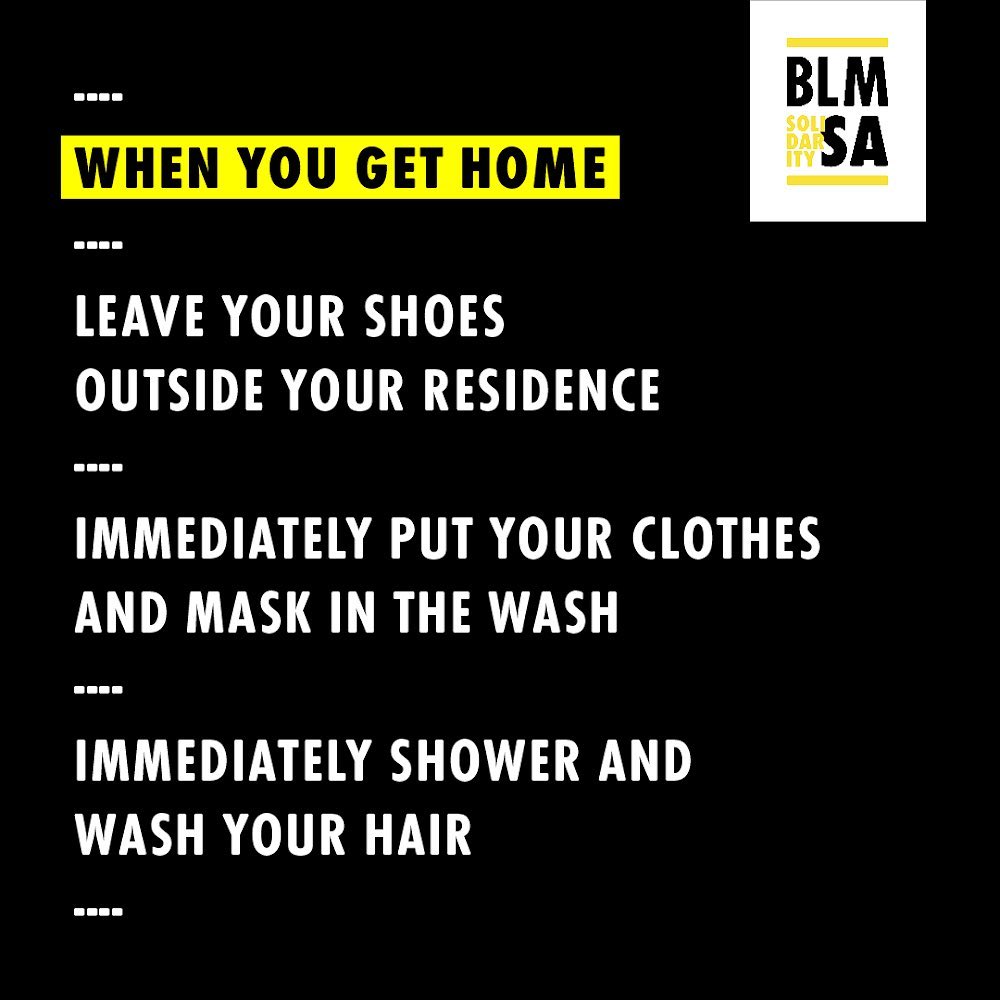 ----
WHEN YOU GET HOME
----
LEAVE YOUR SHOES
OUTSIDE YOUR RESIDENCE
----
IMMEDIATELY PUT YOUR CLOTHES
AND MASK IN THE WASH
----
IMMEDIATELY SHOWER AND
WASH YOUR HAIR
----
BLM
SOLI
DAR
ITY
SA